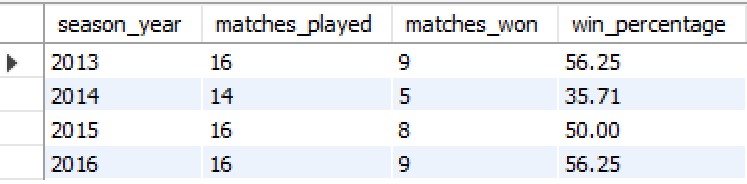 season_year matches_played matches_won win_percentage
2013 16 9 56.25
2014 14 5 35.71
2015 16 8 50.00
2016 16 9 56.25